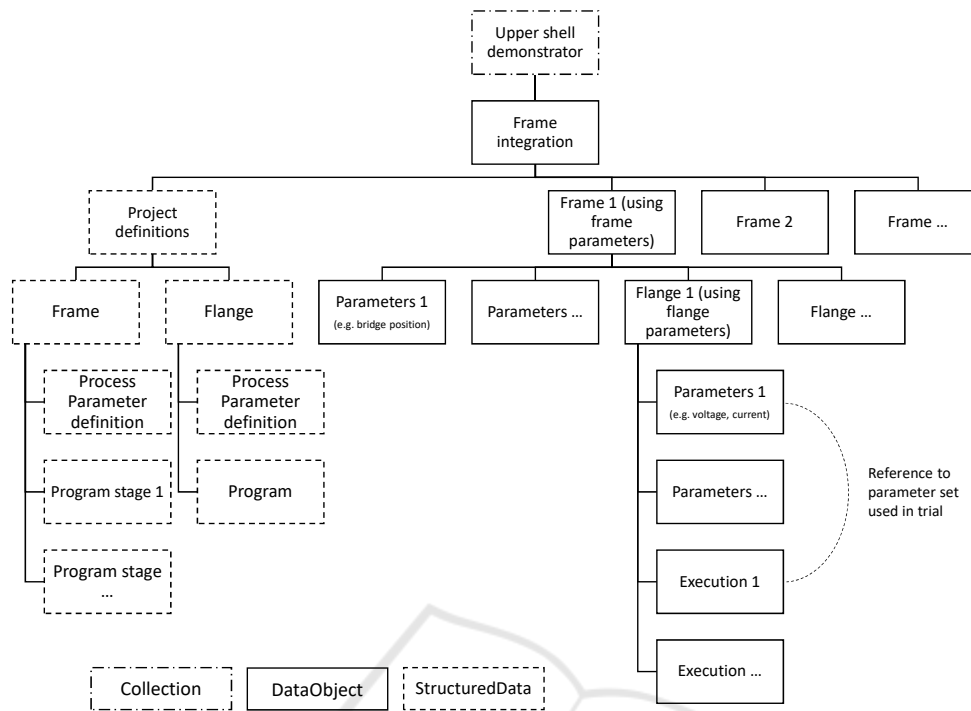 Upper shell
demonstrator
Frame
integration
Project
definitions
Frame 1 (using
frame
parameters)
Frame 2
Frame …
Frame
Flange
Parameters 1
(e.g. bridge position)
Parameters …
Flange 1 (using
flange
parameters)
Flange …
Process
Parameter
definition
Process
Parameter
definition
Parameters 1
(e.g. voltage, current)
Program stage 1
Program
Parameters …
Reference to
parameter set
used in trial
Program stage
…
Execution 1
Execution …
Collection
DataObject
StructuredData